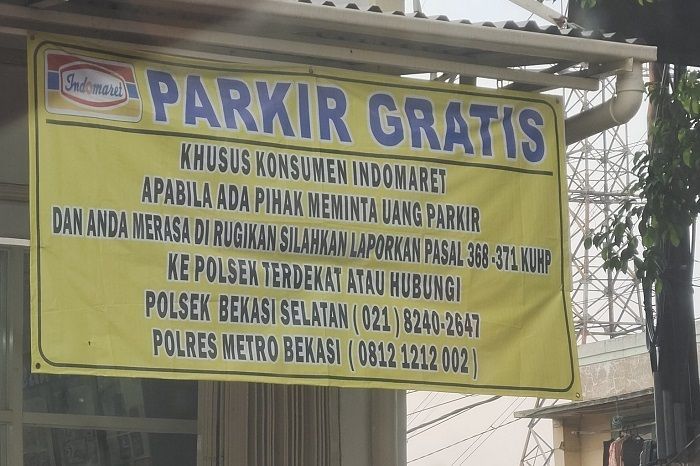 Indomaret
PARKIR GRATIS
KHUSUS KONSUMEN INDOMARET
APABILA ADA PIHAK MEMINTA UANG PARKIR
DAN ANDA MERASA DI RUGIKAN SILAHKAN LAPORKAN PASAL 368-371 KUHP
KE POLSEK TERDEKAT ATAU HUBUNGI
POLSEK BEKASI SELATAN ( 021 ) 8240-2647
POLRES METRO BEKASI ( 0812 1212 002 )